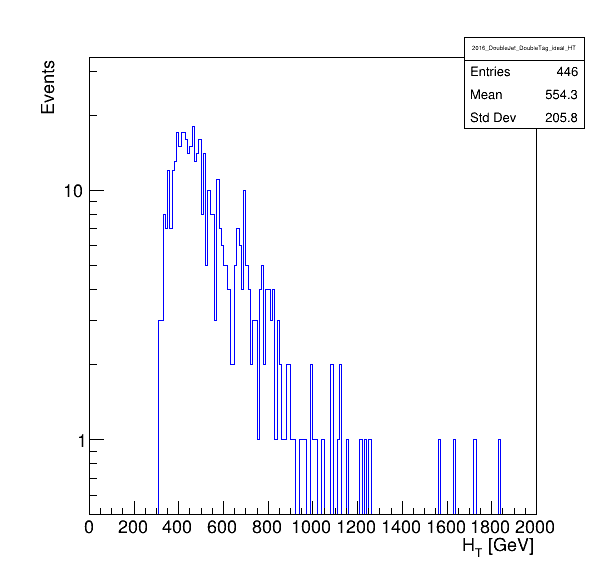 2016_DoubleJet_DoubleTag_ideal_HT
Entries 446
Mean 554.3
Std Dev 205.8
Events
10
1
0 200 400 600 800 1000 1200 1400 1600 1800 2000
H_T [GeV]